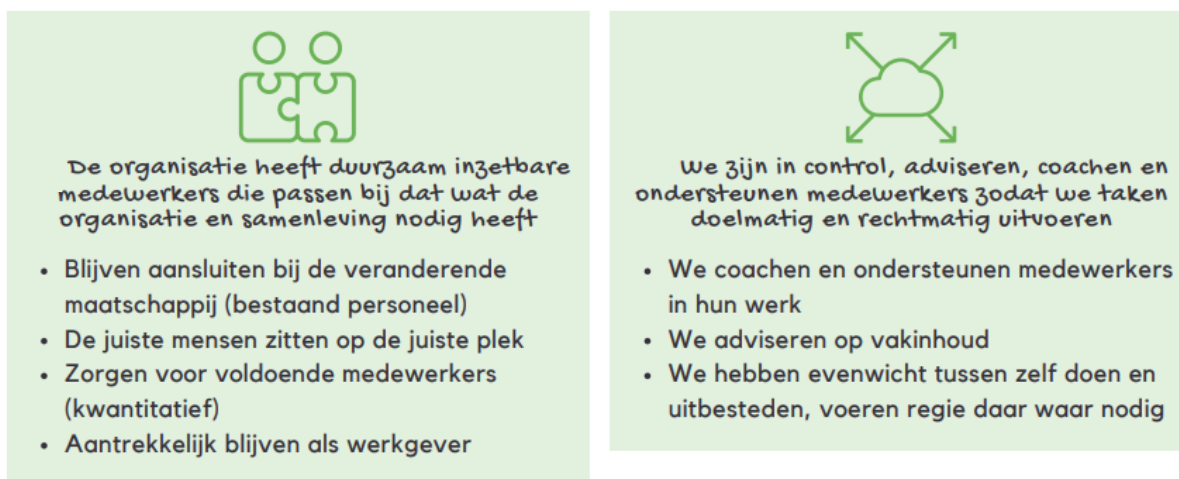 De organisatie heeft duurzaam inzetbare
medewerkers die passen bij dat wat de
organisatie en samenleving nodig heeft
• Blijven aansluiten bij de veranderende
maatschappij (bestaand personeel)
• De juiste mensen zitten op de juiste plek
• Zorgen voor voldoende medewerkers
(kwantitatief)
• Aantrekkelijk blijven als werkgever
We zijn in control, adviseren, coachen en
ondersteunen medewerkers zodat we taken
doelmatig en rechtmatig uitvoeren
• We coachen en ondersteunen medewerkers
in hun werk
• We adviseren op vakinhoud
• We hebben evenwicht tussen zelf doen en
uitbesteden, voeren regie daar waar nodig